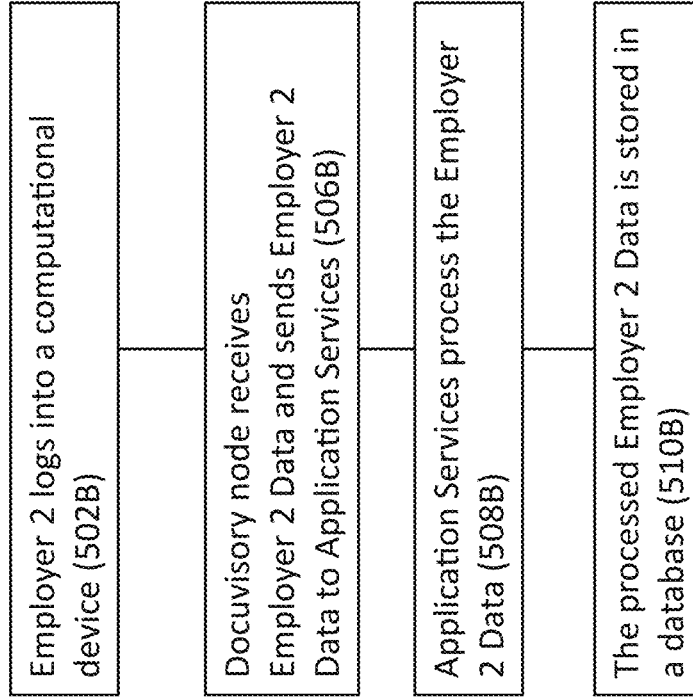 Employer 2 logs into a computational
device (502B)
Docuvisory node receives
Employer 2 Data and sends Employer 2
Data to Application Services (506B)
Application Services process the Employer
2 Data (508B)
The processed Employer 2 Data is stored in
a database (510B)